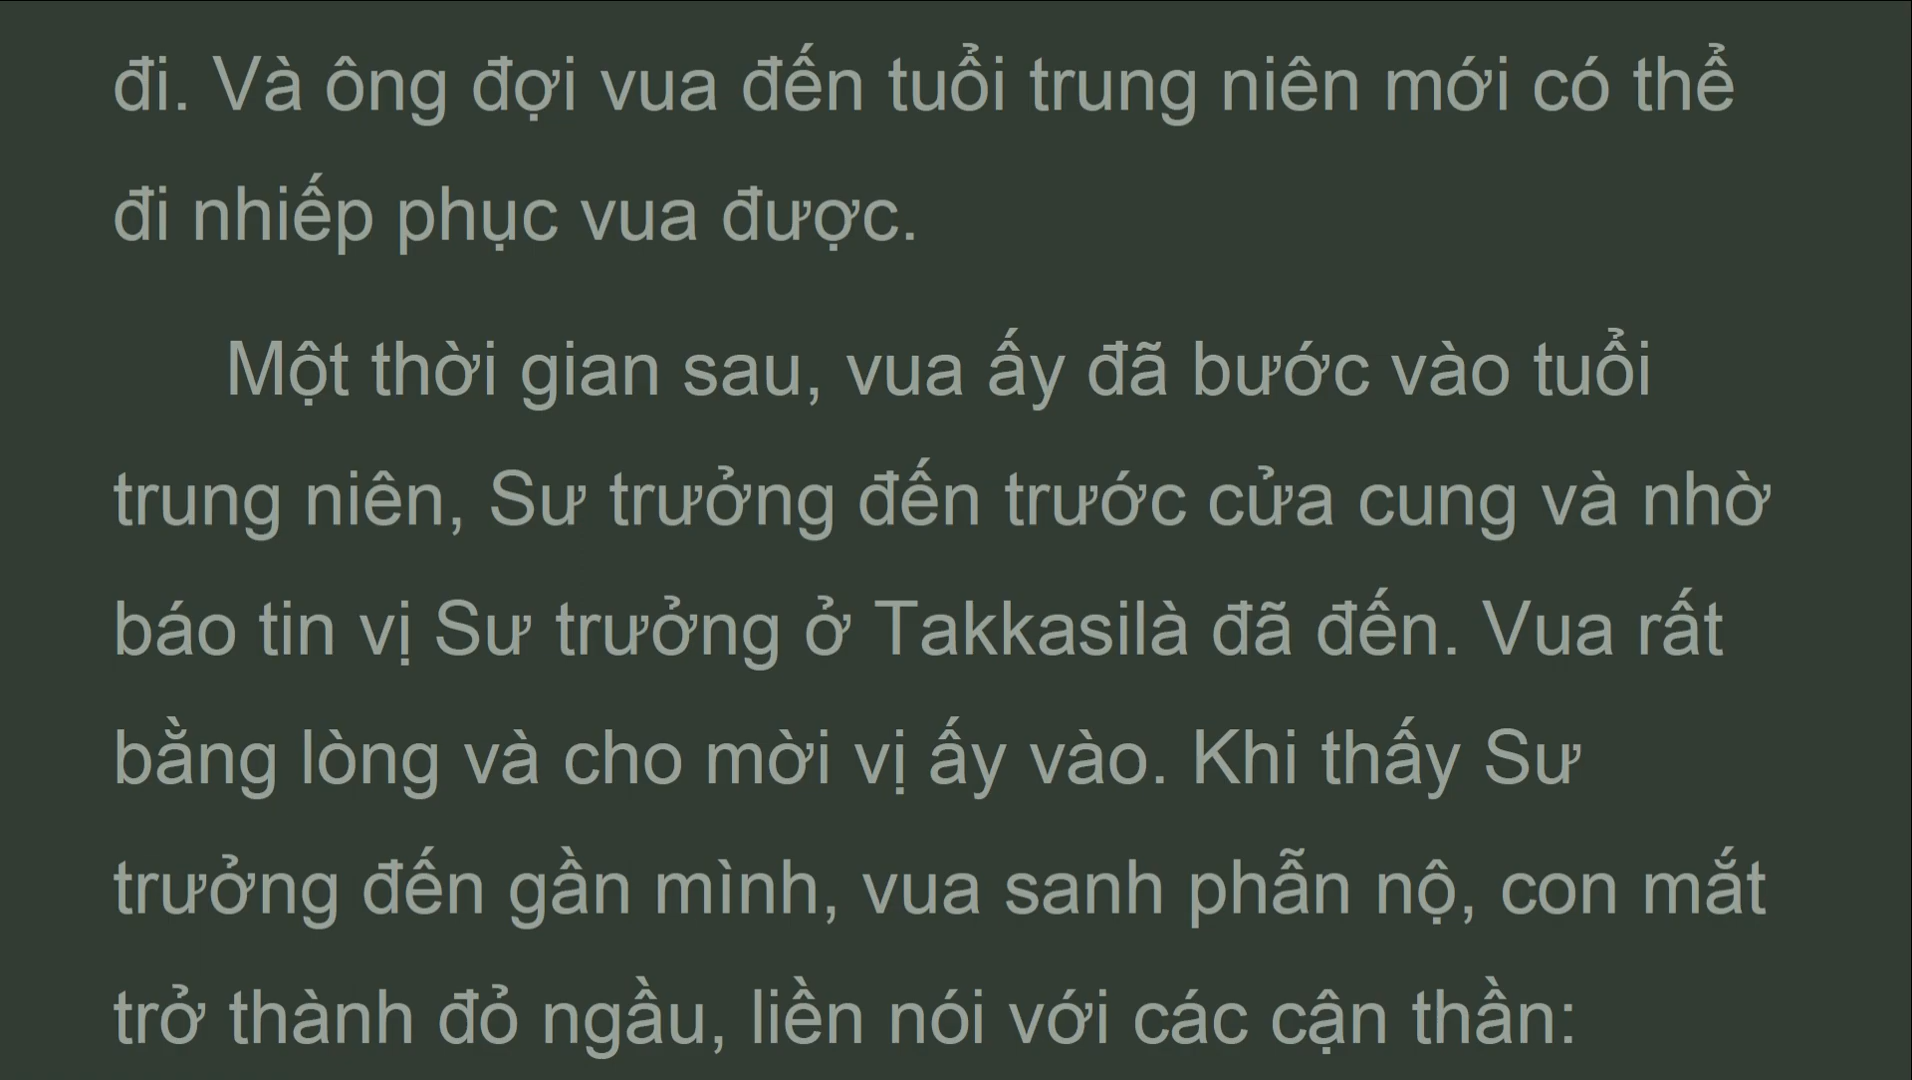 đi. Và ông đợi vua đến tuổi trung niên mới có thể
đi nhiếp phục vua được.
Một thời gian sau, vua ấy đã bước vào tuổi
trung niên, Sư trưởng đến trước cửa cung và nhờ
báo tin vị Sư trưởng ở Takkasilà đã đến. Vua rất
bằng lòng và cho mời vị ấy vào. Khi thấy Sư
trưởng đến gần mình, vua sanh phẫn nộ, con mắt
trở thành đỏ ngầu, liền nói với các cận thần: